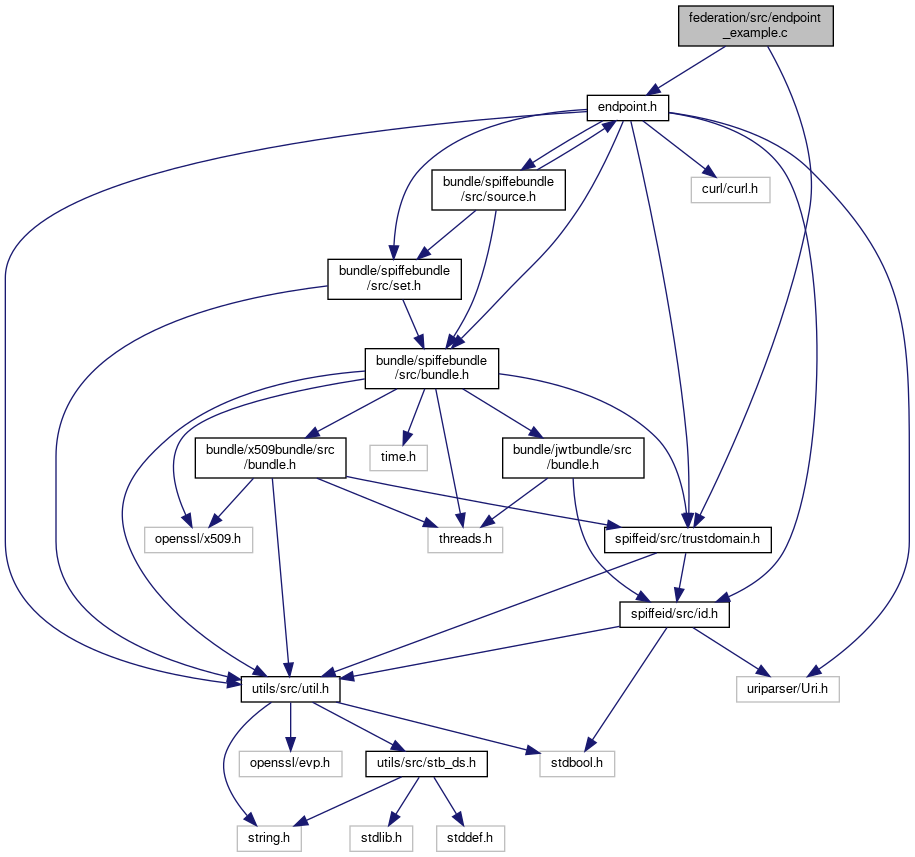 federation/src/endpoint
_example.c
endpoint.h
bundle/spiffebundle
/src/source.h
curl/curl.h
bundle/spiffebundle
/src/set.h
bundle/spiffebundle
/src/bundle.h
bundle/x509bundle/src
/bundle.h
time.h
bundle/jwtbundle/src
/bundle.h
openssl/x509.h
threads.h
spiffeid/src/trustdomain.h
spiffeid/src/id.h
utils/src/util.h
uriparser/Uri.h
openssl/evp.h
utils/src/stb_ds.h
stdbool.h
string.h
stdlib.h
stddef.h